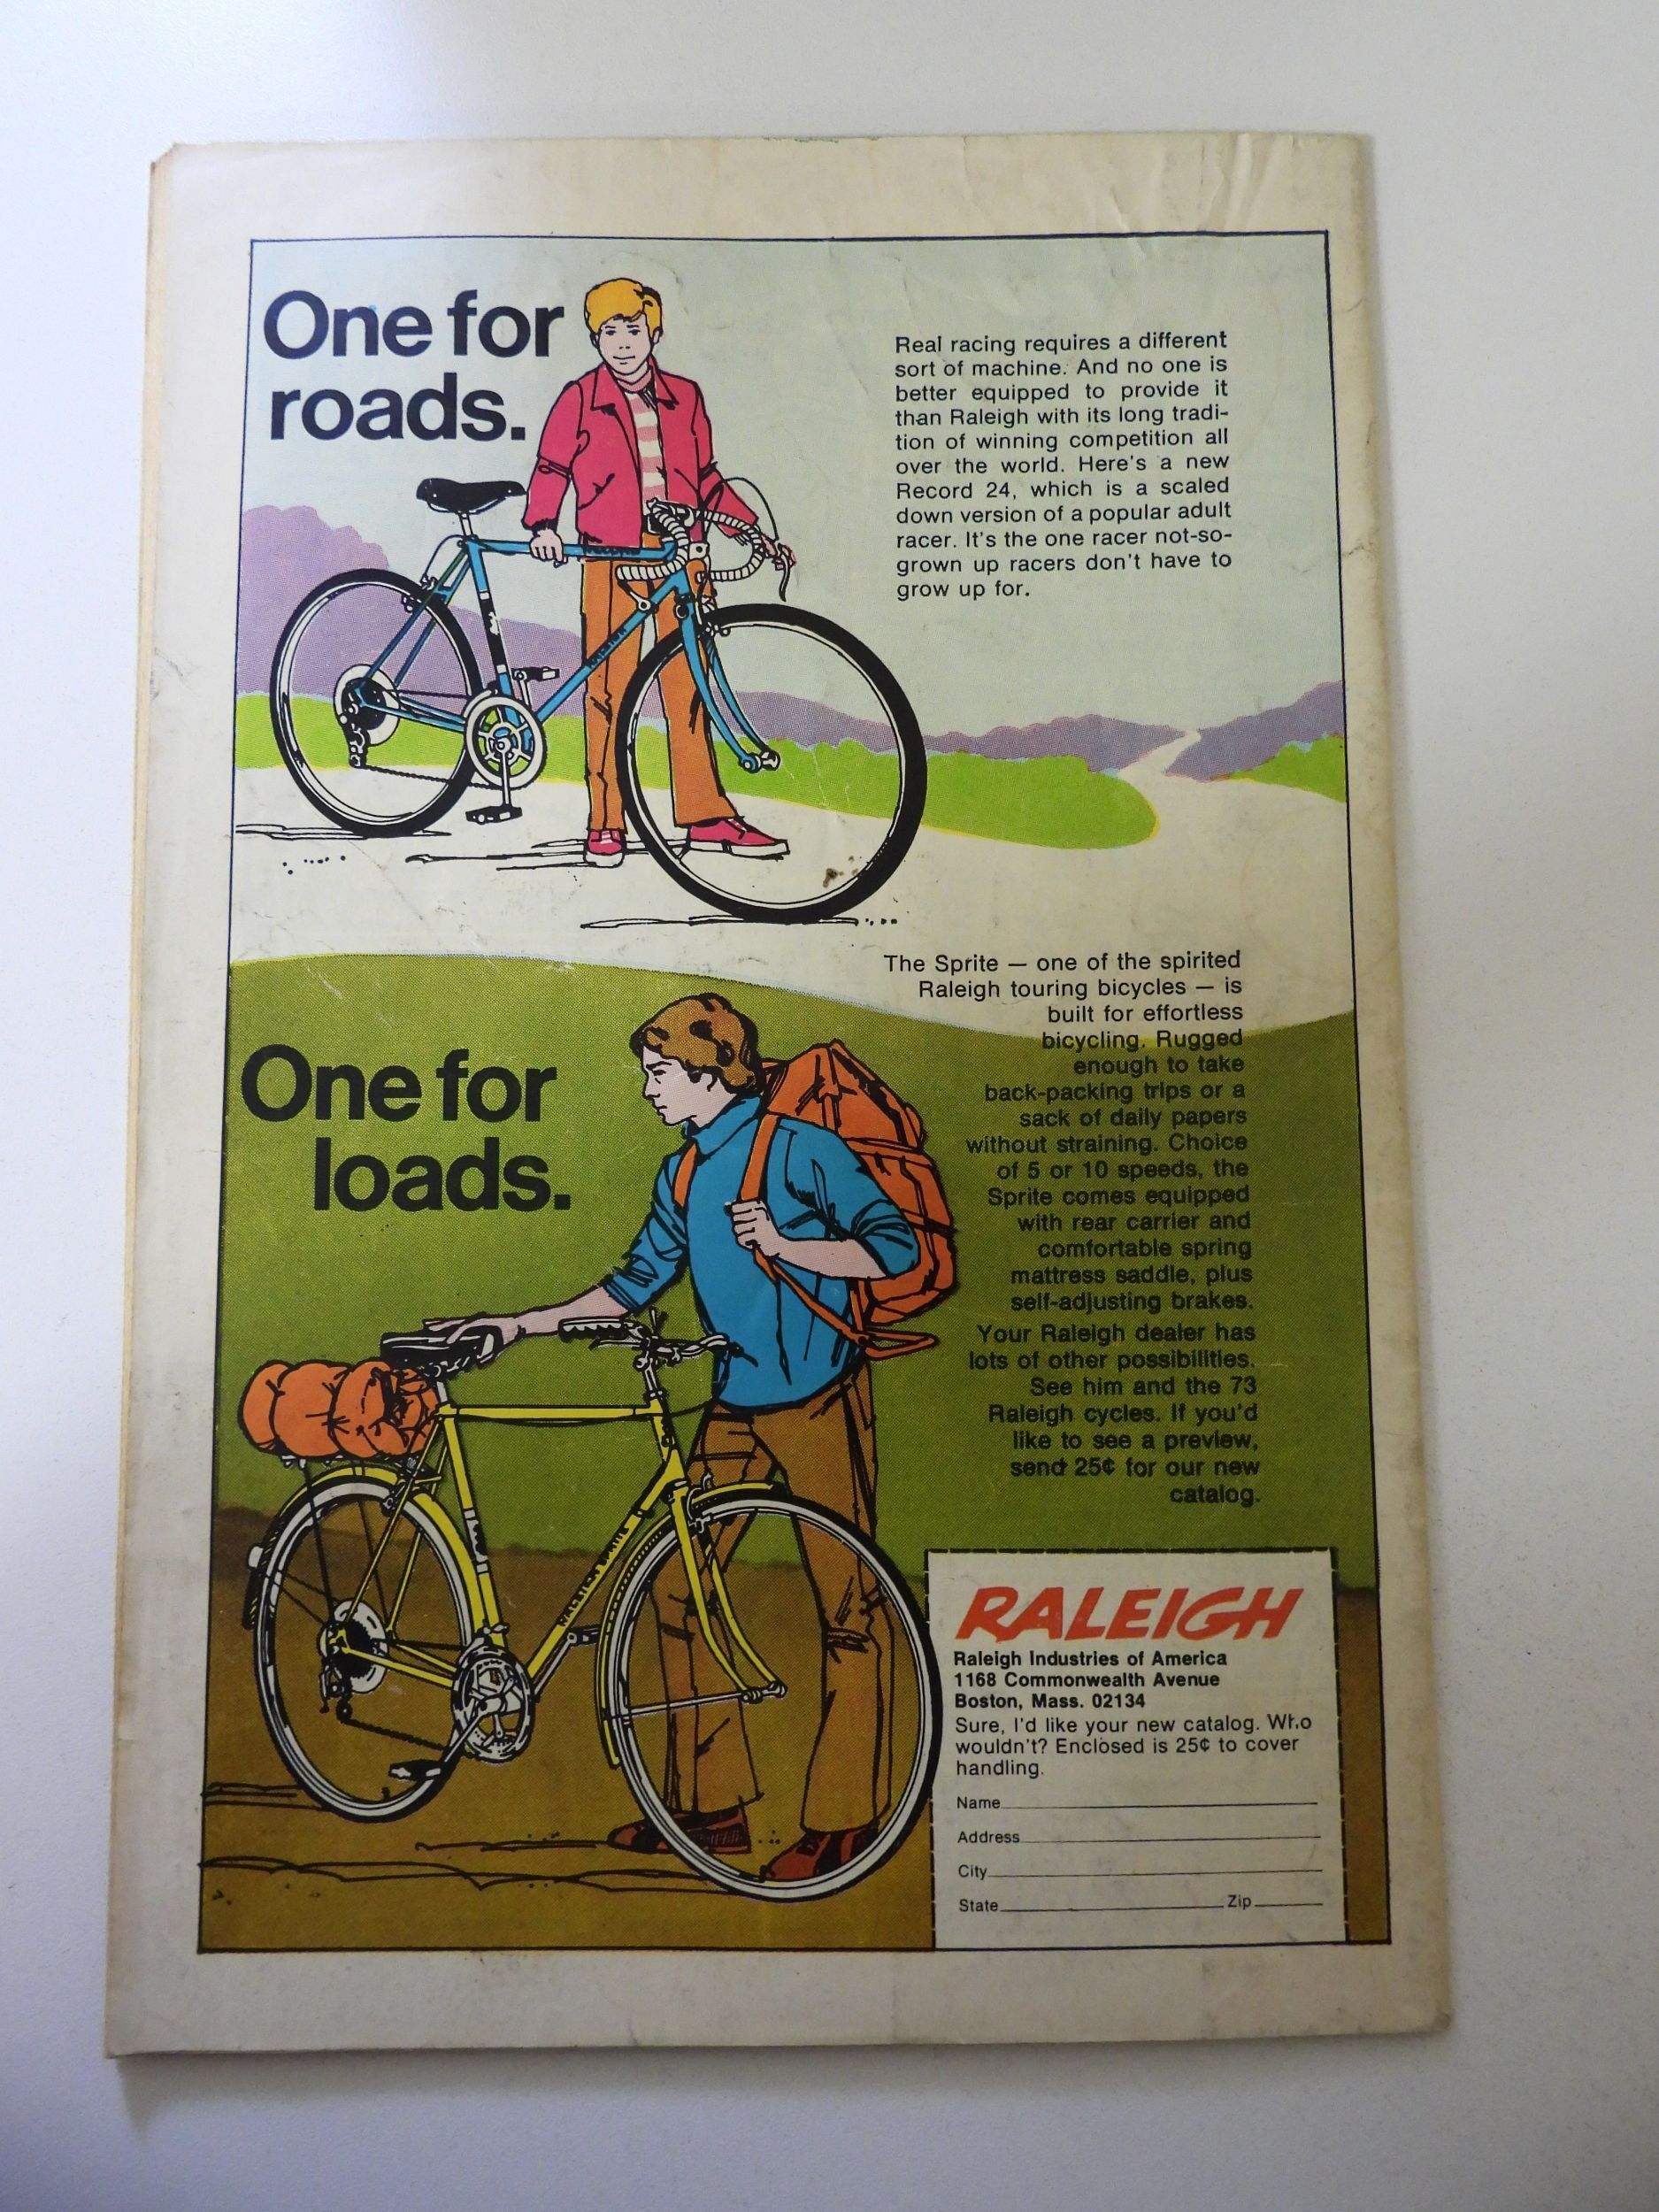 One for
roads.
Real racing requires a different
sort of machine. And no one is
better equipped to provide it
than Raleigh with its long tradi-
tion of winning competition all
over the world. Here's a new
Record 24, which is a scaled
down version of a popular adult
racer. It's the one racer not-so-
grown up racers don't have to
grow up for.
RALEIGH
The Sprite — one of the spirited
Raleigh touring bicycles — is
built for effortless
bicycling. Rugged
enough to take
back-packing trips or a
sack of daily papers
without straining. Choice
of 5 or 10 speeds, the
Sprite comes equipped
with rear carrier and
comfortable spring
mattress saddle, plus
self-adjusting brakes.
Your Raleigh dealer has
lots of other possibilities.
See him and the 73
Raleigh cycles. If you'd
like to see a preview,
send 25¢ for our new
catalog.
One for
loads.
RALEIGH SPRITE
RALEIGH
Raleigh Industries of America
1168 Commonwealth Avenue
Boston, Mass. 02134
Sure, I'd like your new catalog. Who
wouldn't? Enclosed is 25¢ to cover
handling.
Name
Address
City
State Zip